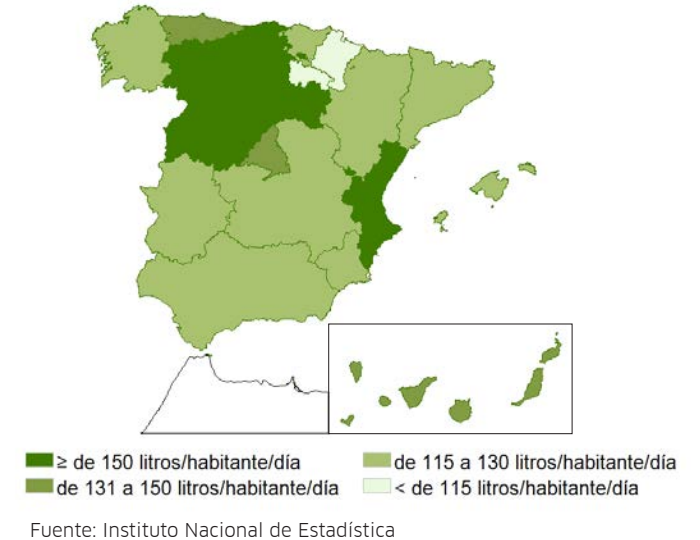 ≥ de 150 litros/habitante/día
de 115 a 130 litros/habitante/día
de 131 a 150 litros/habitante/día
< de 115 litros/habitante/día
Fuente: Instituto Nacional de Estadística